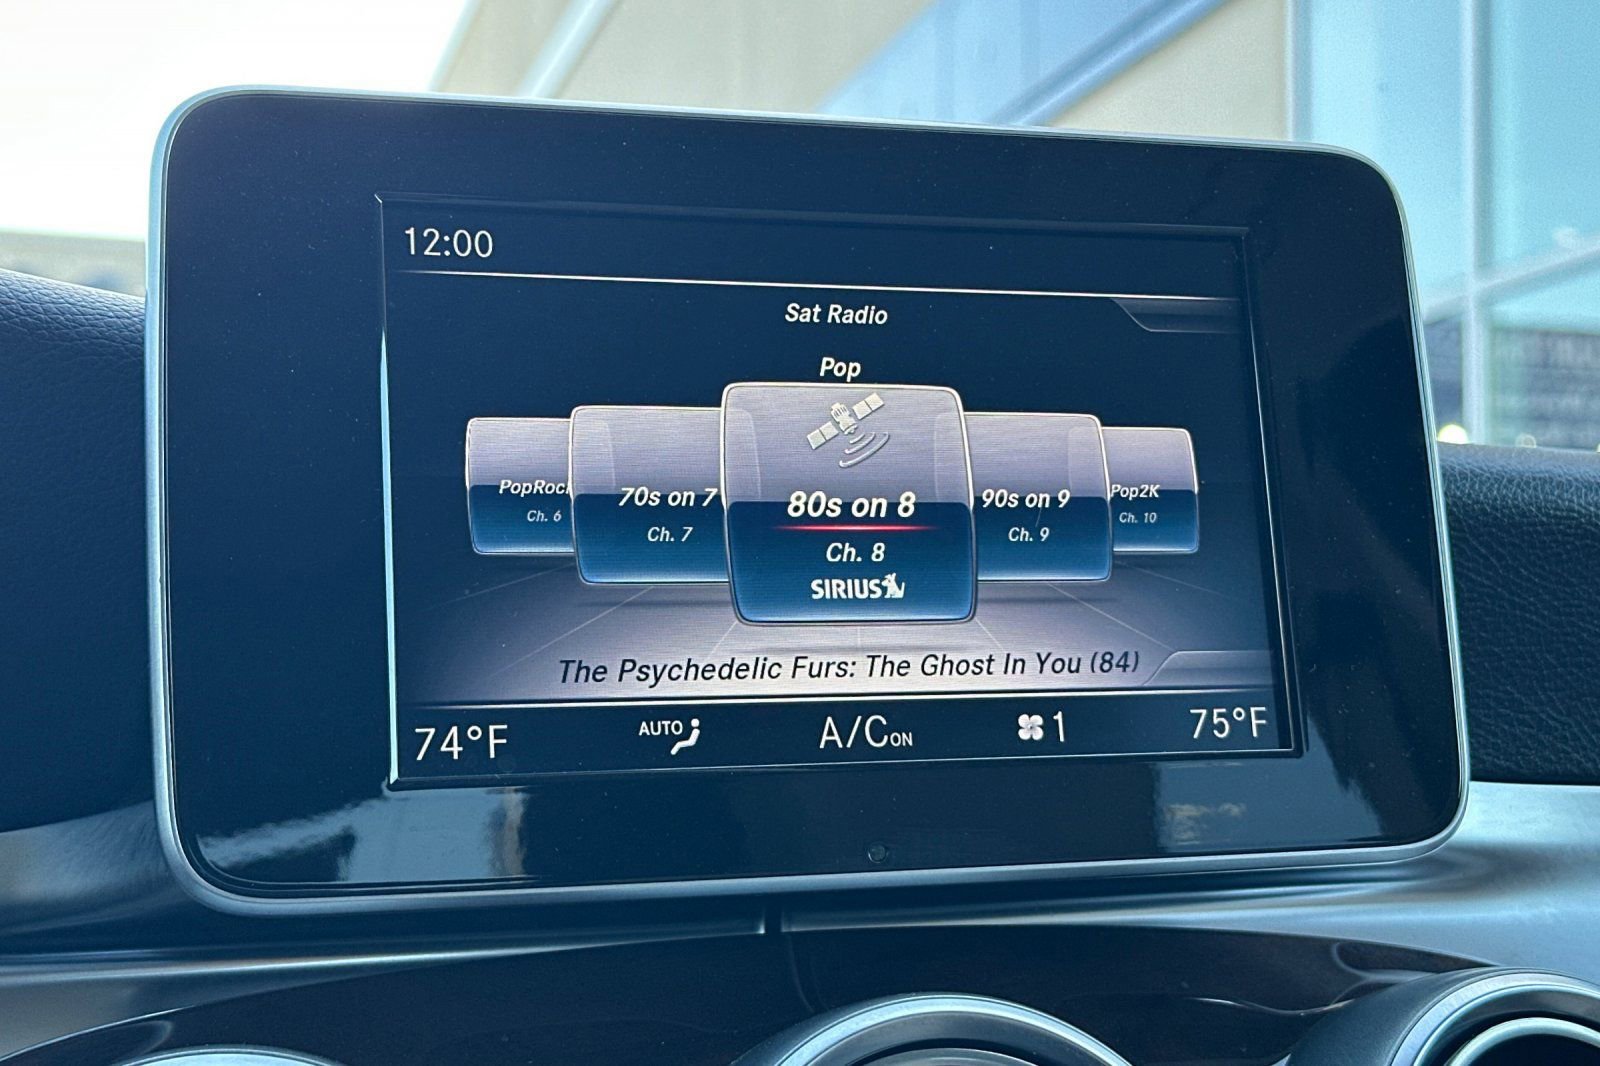 12:00
Sat Radio
Pop
PopRoc
Ch. 6
70s on 7
Ch. 7
80s on 8
Ch. 8
SIRIUS
90s on 9
Ch. 9
Pop2K
Ch. 10
The Psychedelic Furs: The Ghost In You (84)
74°F AUTO A/C ON 1 75°F